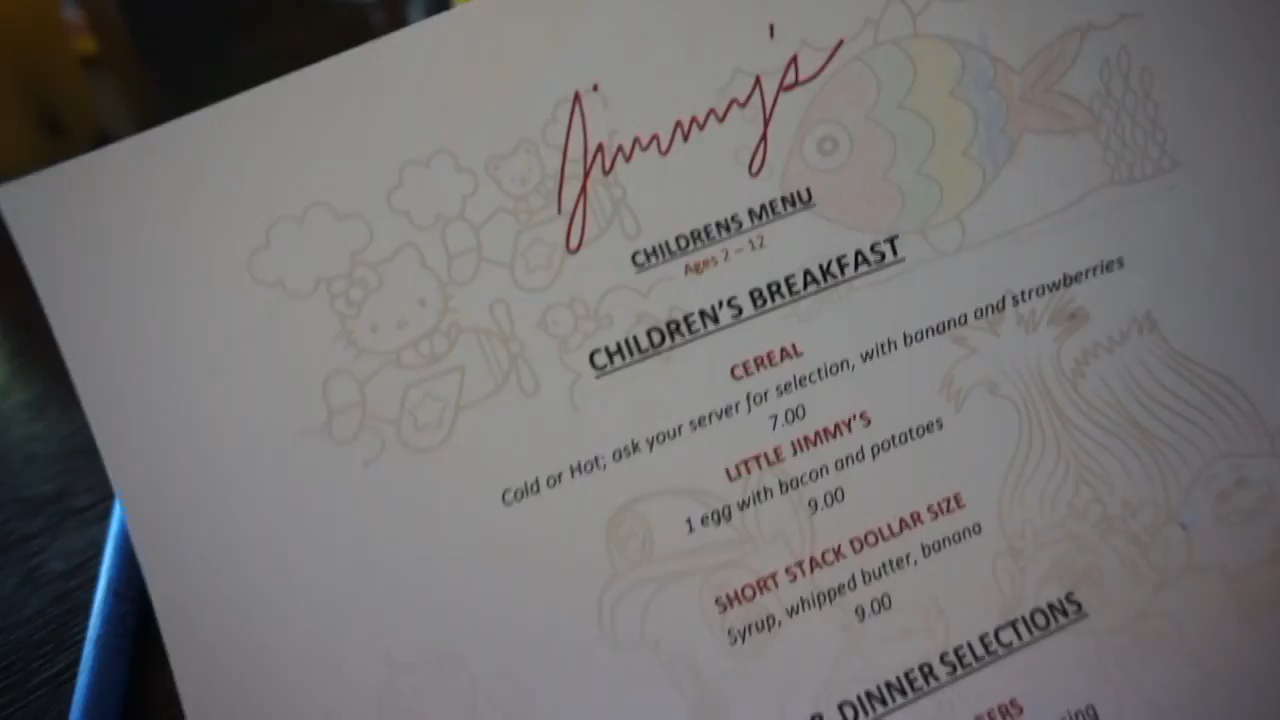 Jimmy's
CHILDRENS MENU
Ages 2 – 12
CHILDREN'S BREAKFAST
CEREAL
Cold or Hot; ask your server for selection, with banana and strawberries
7.00
LITTLE JIMMY'S
1 egg with bacon and potatoes
9.00
SHORT STACK DOLLAR SIZE
Syrup, whipped butter, banana
9.00
DINNER SELECTIONS